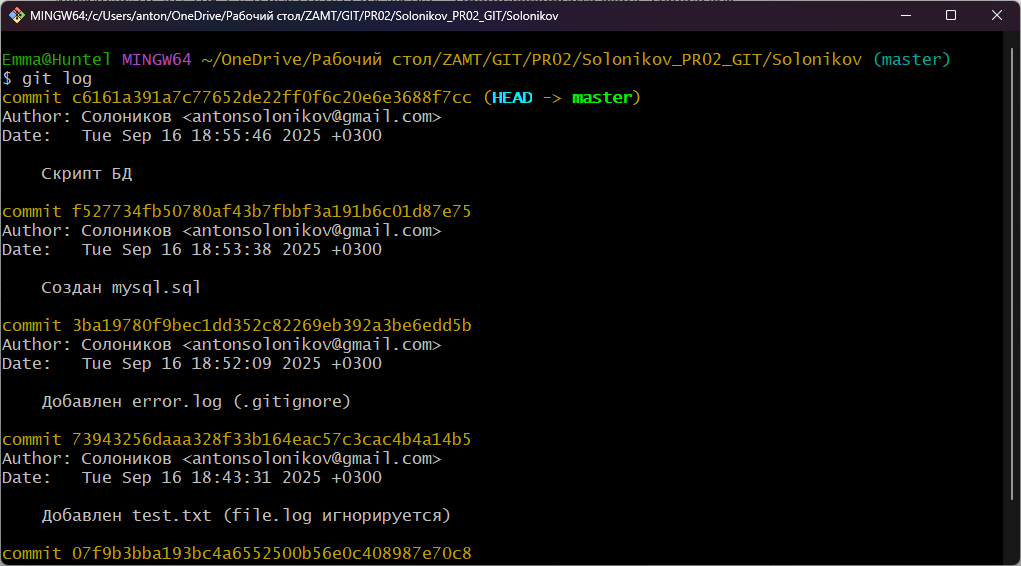 MINGW64:/c/Users/anton/OneDrive/Рабочий стол/ZAMT/GIT/PR02/Solonikov_PR02_GIT/Solonikov
Emma@Huntel MINGW64 ~/OneDrive/Рабочий стол/ZAMT/GIT/PR02/Solonikov_PR02_GIT/Solonikov (master)
$ git log
commit c6161a391a7c77652de22ff0f6c20e6e3688f7cc (HEAD -> master)
Author: Солоников <antonsolonikov@gmail.com>
Date:   Tue Sep 16 18:55:46 2025 +0300
Скрипт БД
commit f527734fb50780af43b7fbbf3a191b6c01d87e75
Author: Солоников <antonsolonikov@gmail.com>
Date:   Tue Sep 16 18:53:38 2025 +0300
Создан mysql.sql
commit 3ba19780f9bec1dd352c82269eb392a3be6edd5b
Author: Солоников <antonsolonikov@gmail.com>
Date:   Tue Sep 16 18:52:09 2025 +0300
Добавлен error.log (.gitignore)
commit 73943256daaa328f33b164eac57c3cac4b4a14b5
Author: Солоников <antonsolonikov@gmail.com>
Date:   Tue Sep 16 18:43:31 2025 +0300
Добавлен test.txt (file.log игнорируется)
commit 07f9b3bba193bc4a6552500b56e0c408987e70c8